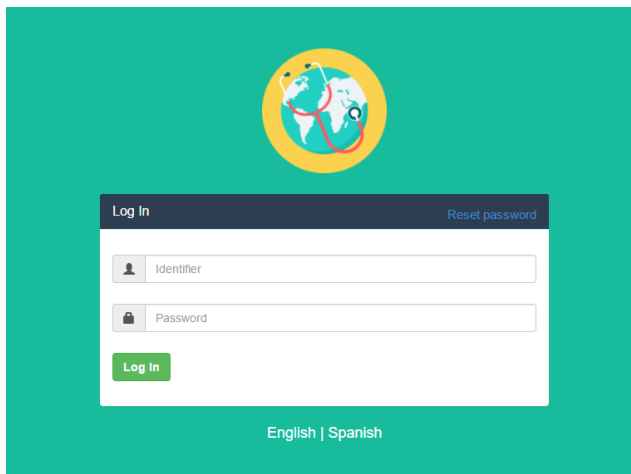 Log In
Reset password
Identifier
Password
Log In
English | Spanish